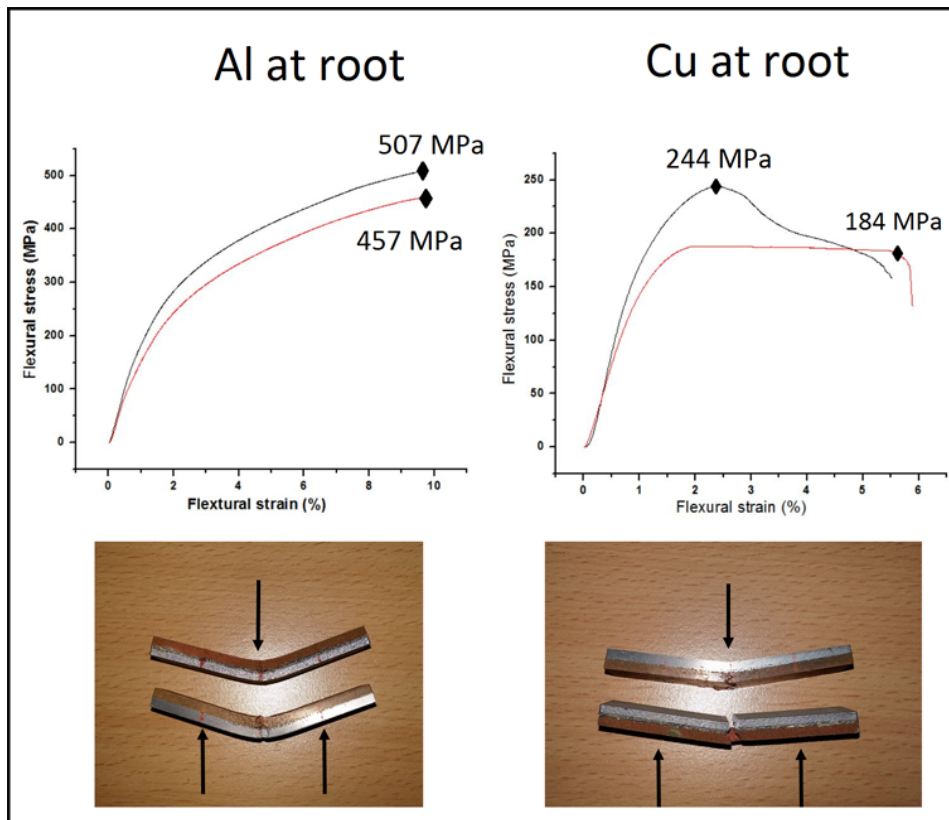 Al at root
Cu at root
507 MPa
457 MPa
500
400
300
200
100
0
Flexural stress (MPa)
0 2 4 6 8 10
Flextural strain (%)
244 MPa
184 MPa
250
200
150
100
50
0
Flexural stress (MPa)
0 1 2 3 4 5 6
Flexural strain (%)